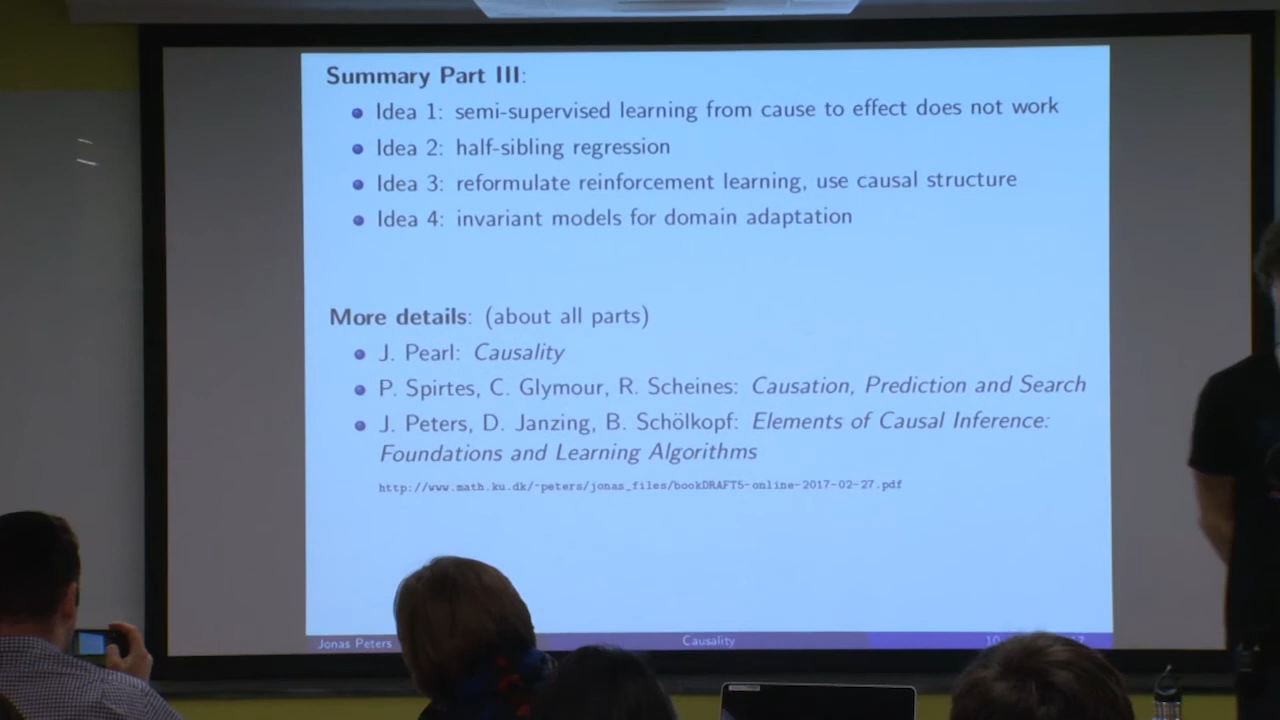 Summary Part III:
Idea 1: semi-supervised learning from cause to effect does not work
Idea 2: half-sibling regression
Idea 3: reformulate reinforcement learning, use causal structure
Idea 4: invariant models for domain adaptation
More details: (about all parts)
J. Pearl: Causality
P. Spirtes, C. Glymour, R. Scheines: Causation, Prediction and Search
J. Peters, D. Janzing, B. Schölkopf: Elements of Causal Inference:
Foundations and Learning Algorithms
http://www.math.ku.dk/~peters/jonas_files/bookDRAFT5-online-2017-02-27.pdf
Jonas Peters
Causality